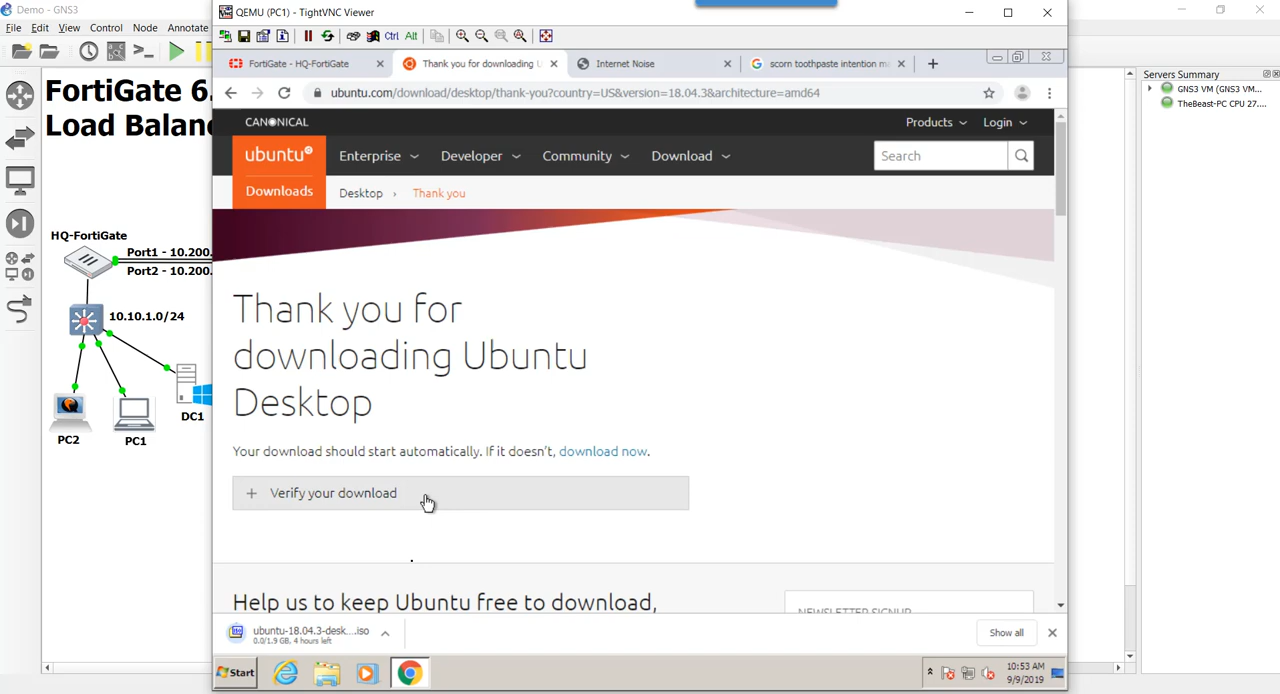 Demo - GNS3
File Edit View Control Node Annotate
FortiGate 6.
Load Balan
HQ-FortiGate
Port1 - 10.200.
Port2 - 10.200.
10.10.1.0/24
PC2
PC1
DC1
QEMU (PC1) - TightVNC Viewer
Ctrl Alt
FortiGate - HQ-FortiGate
Thank you for downloading U
Internet Noise
scorn toothpaste intention ma
ubuntu.com/download/desktop/thank-you?country=US&version=18.04.3&architecture=amd64
CANONICAL
Products Login
ubuntu
Enterprise Developer Community Download
Search
Downloads
Desktop › Thank you
Thank you for
downloading Ubuntu
Desktop
Your download should start automatically. If it doesn't, download now.
+ Verify your download
Help us to keep Ubuntu free to download,
NEWSLETTER SIGNUP
ubuntu-18.04.3-desk....iso
0.0/1.9 GB, 4 hours left
Show all
Start
10:53 AM
9/9/2019
Servers Summary
GNS3 VM (GNS3 VM...
TheBeast-PC CPU 27....